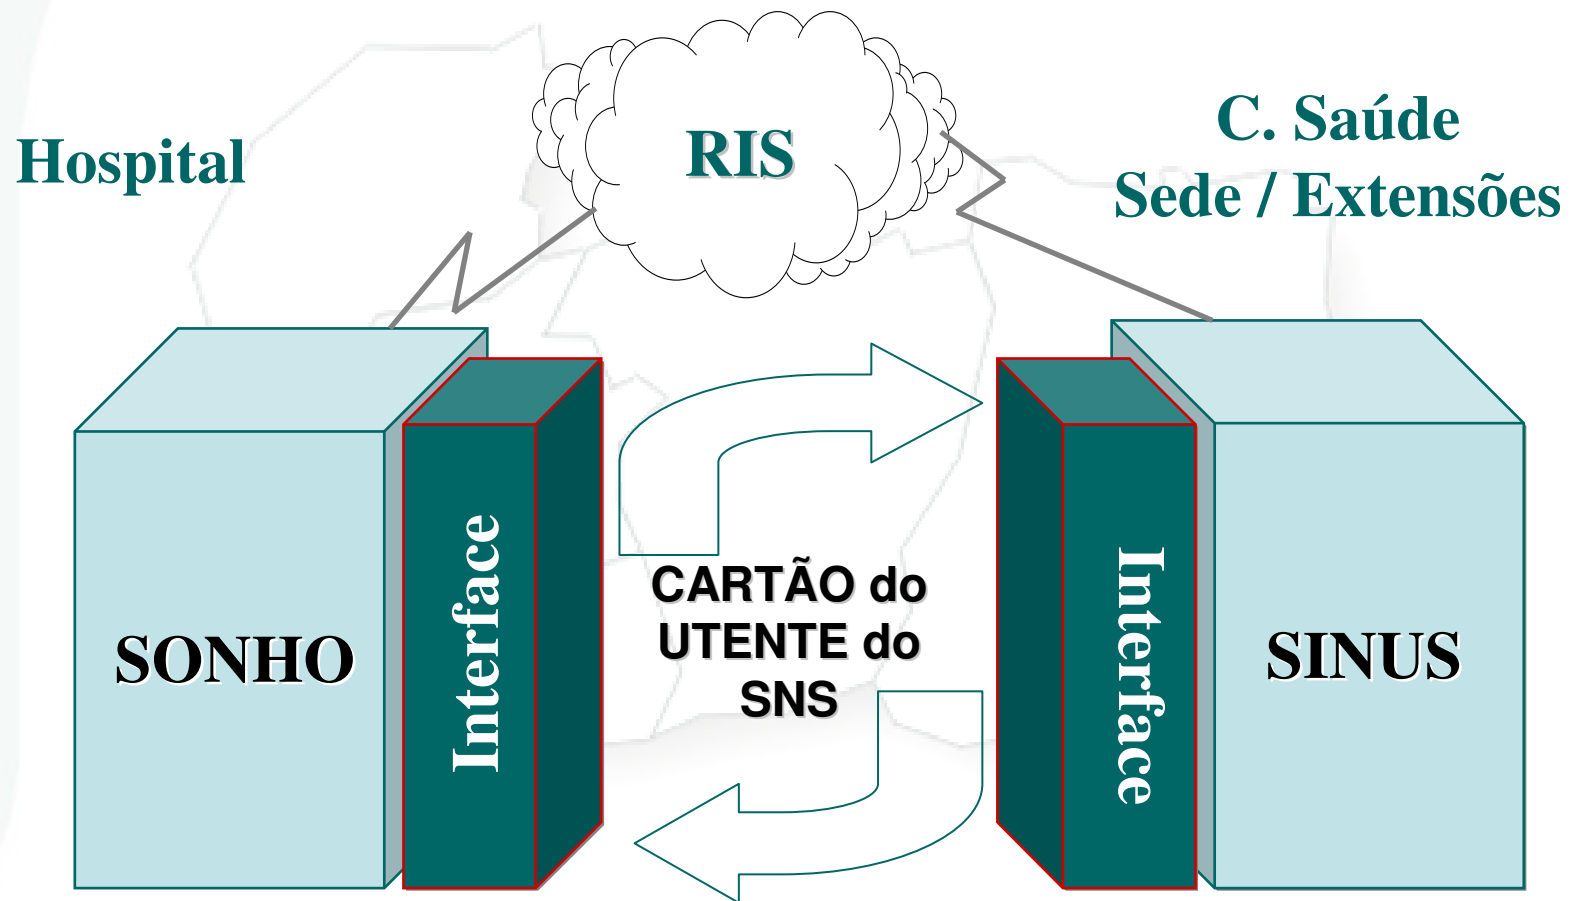 Hospital
RIS
C. Saúde
Sede / Extensões
SONHO
Interface
CARTÃO do
UTENTE do
SNS
Interface
SINUS